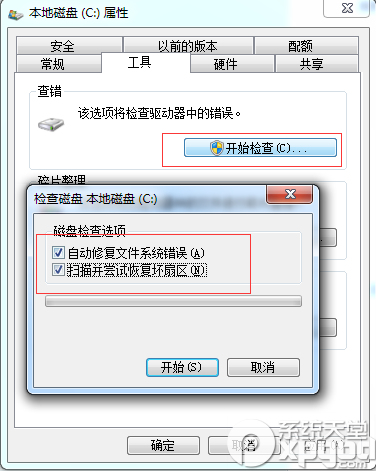 本地磁盘 (C:) 属性
安全 以前的版本 配额
常规 工具 硬件 共享
查错
该选项将检查驱动器中的错误。
开始检查(C)...
碎片整理
检查磁盘 本地磁盘 (C:)
磁盘检查选项
自动修复文件系统错误(A)
扫描并尝试恢复坏扇区(N)
开始(S) 取消
确定 取消
系统天堂